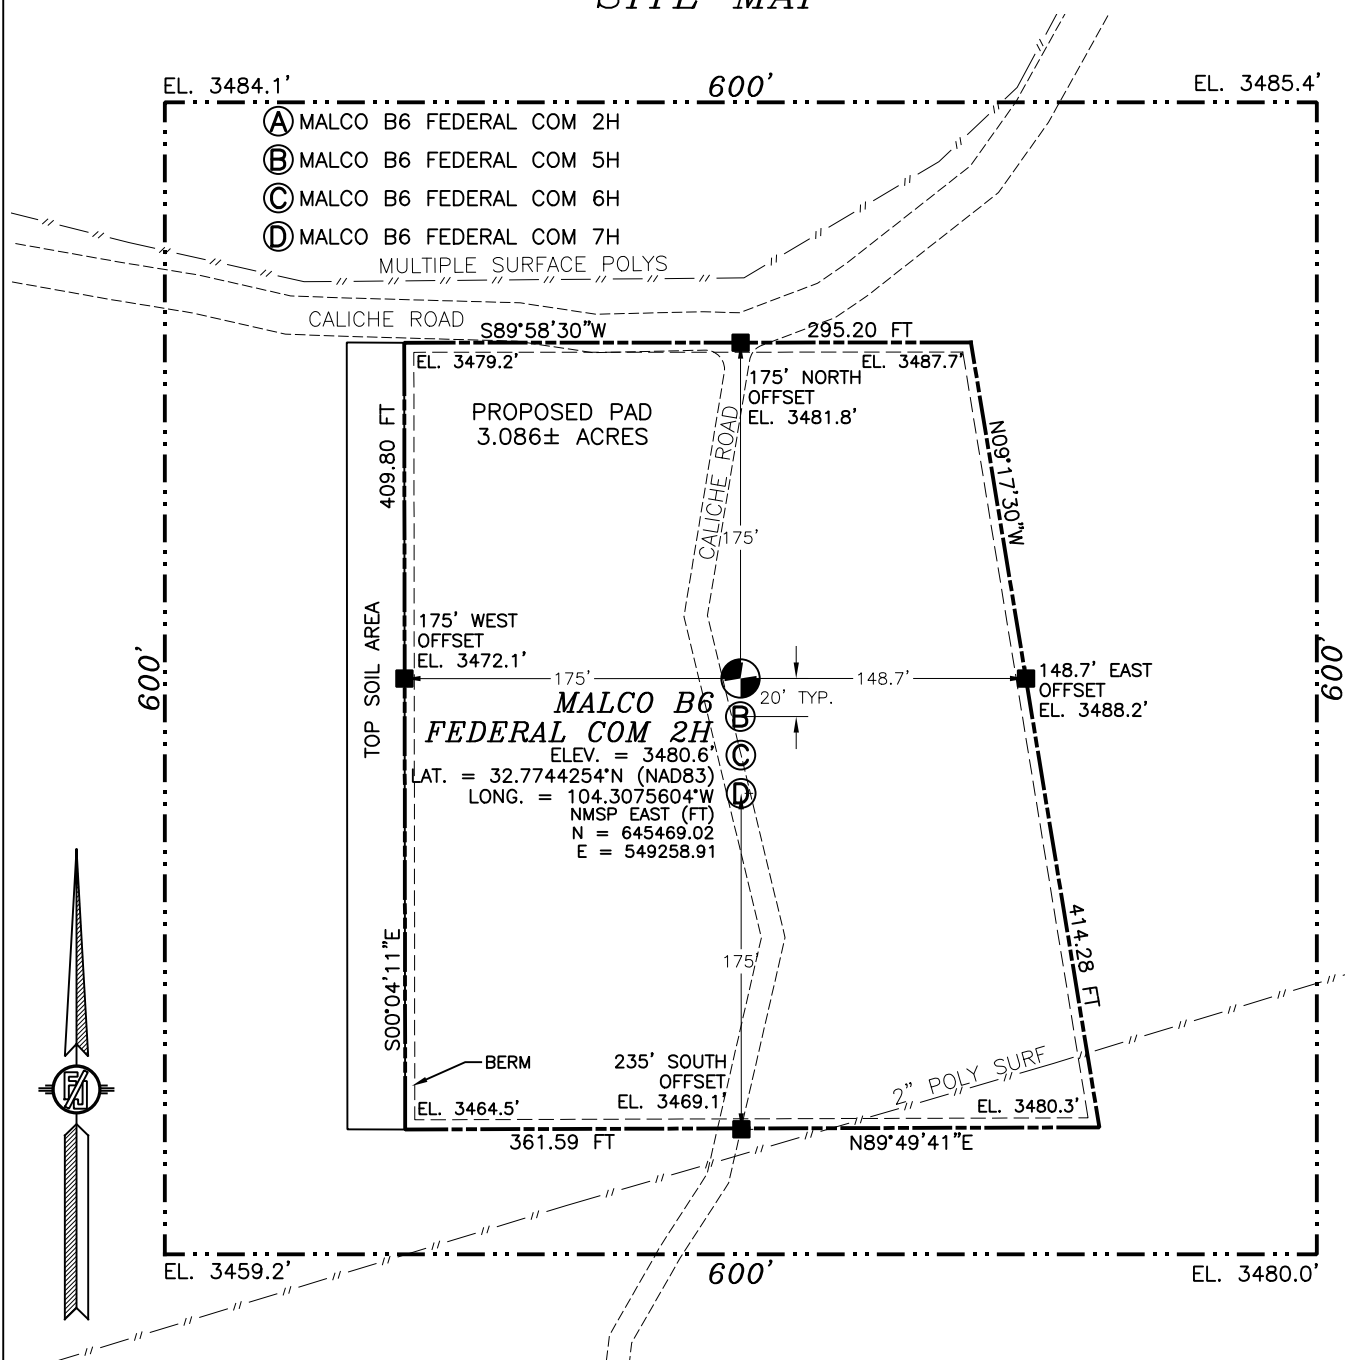 SITE MAP
EL. 3484.1'
600'
EL. 3485.4'
A MALCO B6 FEDERAL COM 2H
B MALCO B6 FEDERAL COM 5H
C MALCO B6 FEDERAL COM 6H
D MALCO B6 FEDERAL COM 7H
MULTIPLE SURFACE POLYS
CALICHE ROAD
S89°58'30"W
295.20 FT
EL. 3479.2'
EL. 3487.7'
175' NORTH
OFFSET
EL. 3481.8'
PROPOSED PAD
3.086± ACRES
409.80 FT
CALICHE ROAD
N09°17'30"W
175'
TOP SOIL AREA
175' WEST
OFFSET
EL. 3472.1'
600'
175'
148.7'
148.7' EAST
OFFSET
EL. 3488.2'
600'
20' TYP.
MALCO B6
FEDERAL COM 2H
ELEV. = 3480.6'
LAT. = 32.7744254°N (NAD83)
LONG. = 104.3075604°W
NMSP EAST (FT)
N = 645469.02
E = 549258.91
B
C
D
S00°04'11"E
175'
414.28 FT
BERM
235' SOUTH
OFFSET
EL. 3469.1'
2" POLY SURF
EL. 3464.5'
EL. 3480.3'
361.59 FT
N89°49'41"E
EL. 3459.2'
600'
EL. 3480.0'